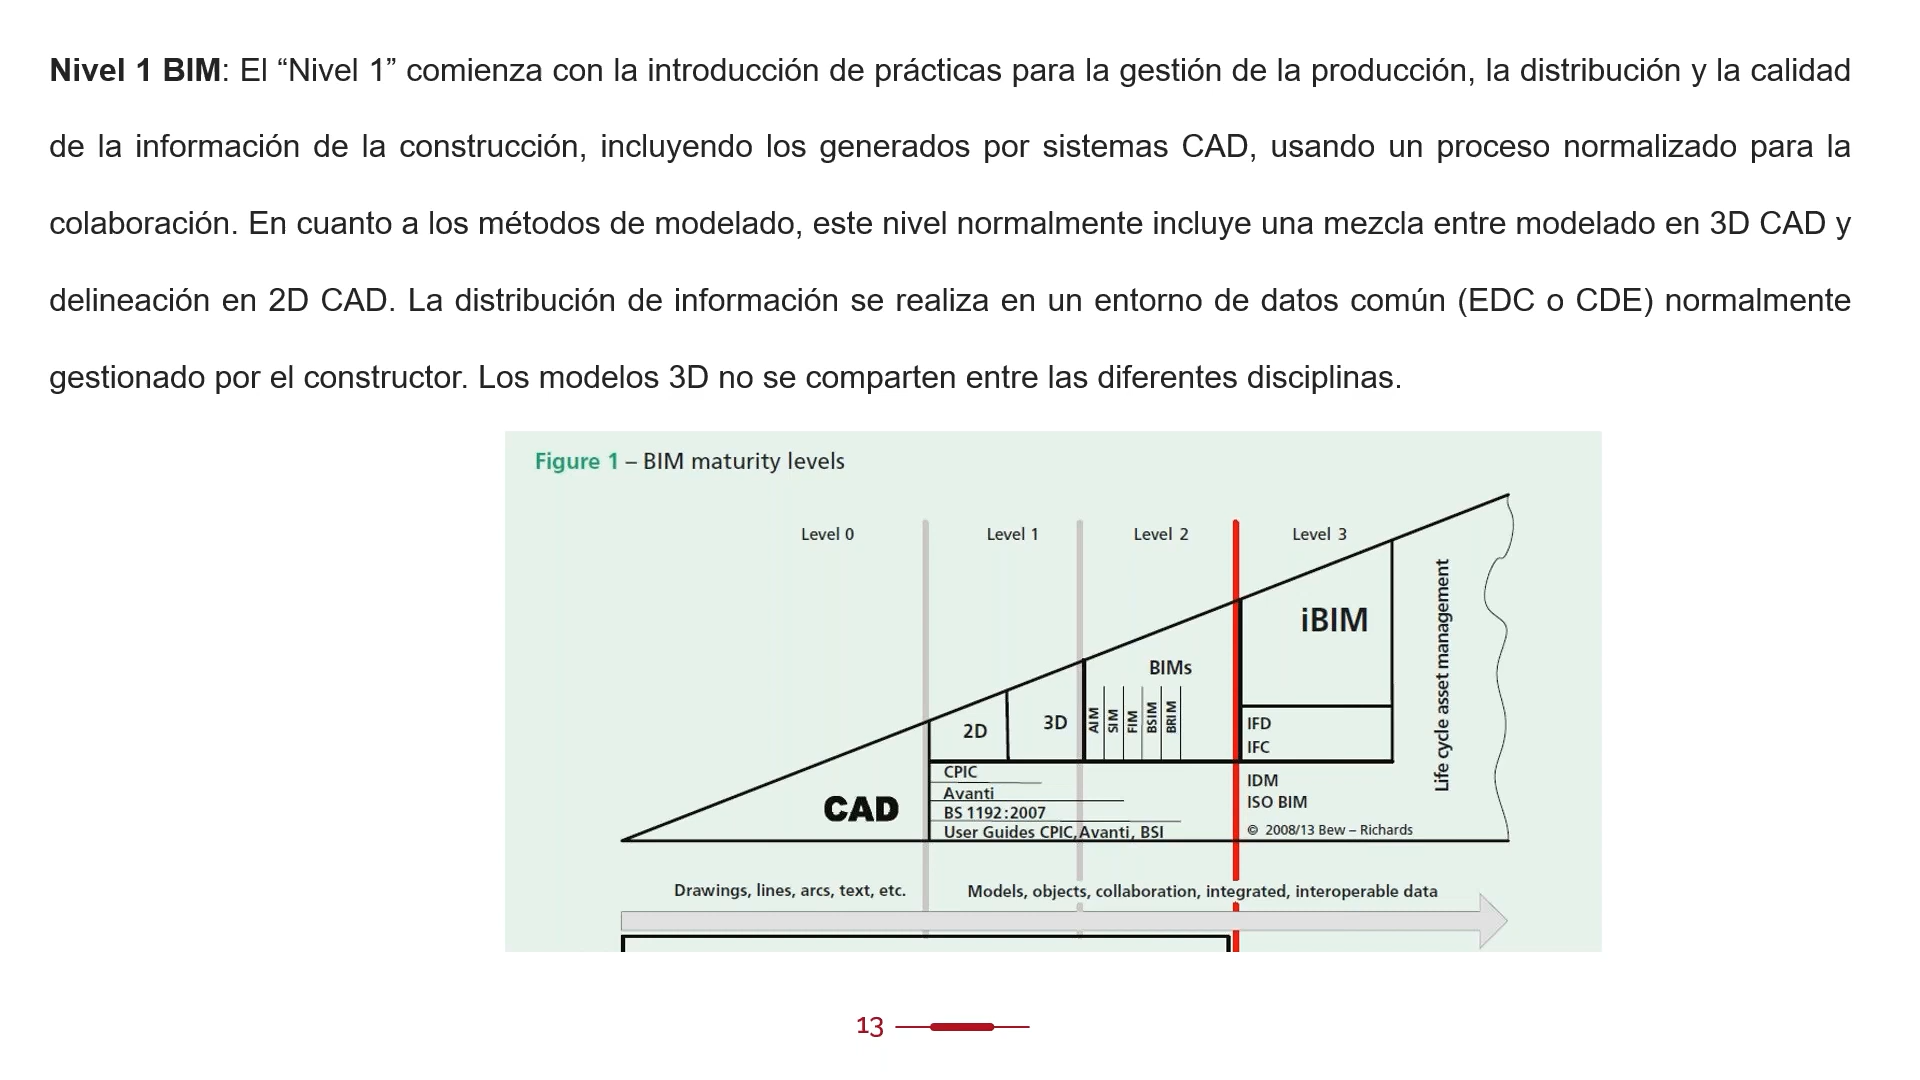 Nivel 1 BIM: El “Nivel 1” comienza con la introducción de prácticas para la gestión de la producción, la distribución y la calidad
de la información de la construcción, incluyendo los generados por sistemas CAD, usando un proceso normalizado para la
colaboración. En cuanto a los métodos de modelado, este nivel normalmente incluye una mezcla entre modelado en 3D CAD y
delineación en 2D CAD. La distribución de información se realiza en un entorno de datos común (EDC o CDE) normalmente
gestionado por el constructor. Los modelos 3D no se comparten entre las diferentes disciplinas.
Figure 1 – BIM maturity levels
Level 0
Level 1
Level 2
Level 3
iBIM
BIMs
2D
3D
AIM
SIM
FIM
BSIM
BRIM
IFD
IFC
Life cycle asset management
CAD
CPIC
Avanti
BS 1192:2007
User Guides CPIC,Avanti, BSI
IDM
ISO BIM
© 2008/13 Bew – Richards
Drawings, lines, arcs, text, etc.
Models, objects, collaboration, integrated, interoperable data
13